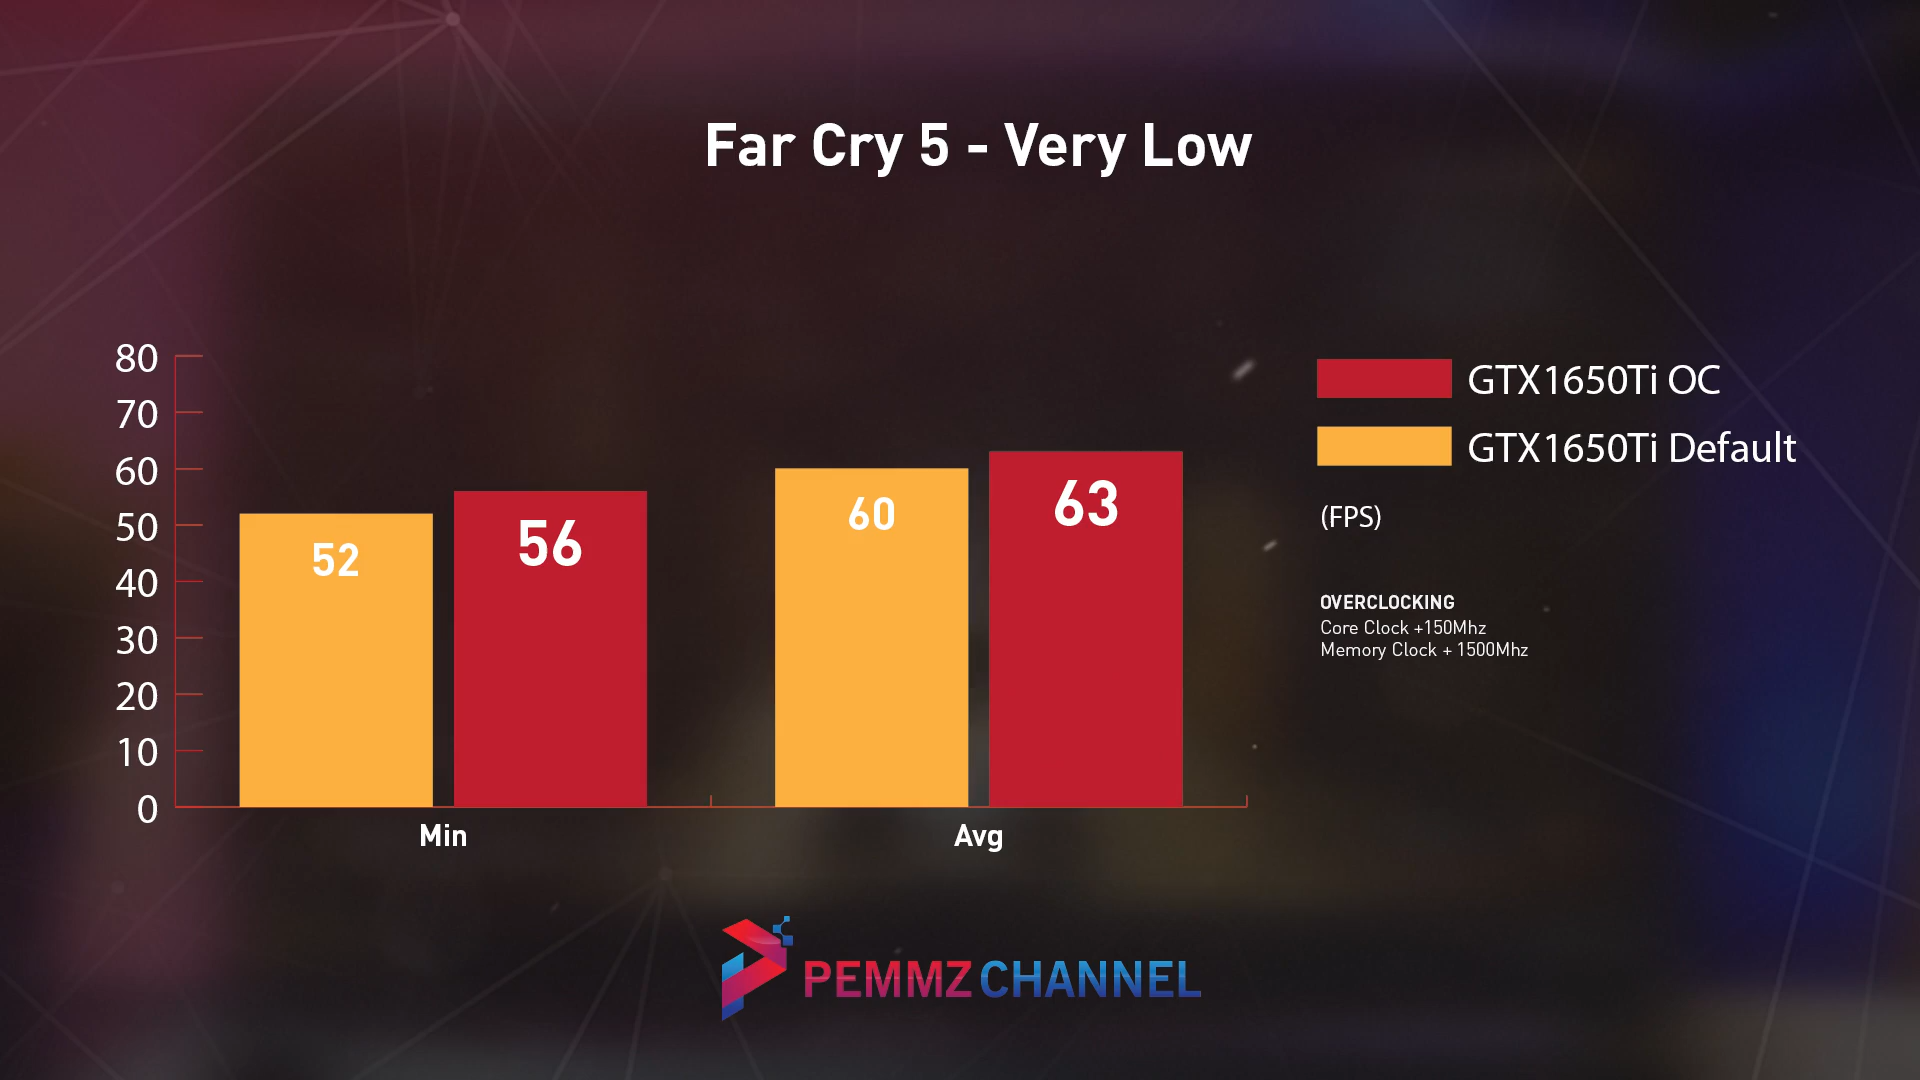 Far Cry 5 - Very Low
80
70
60
50
40
30
20
10
0
52
56
60
63
Min
Avg
GTX1650Ti OC
GTX1650Ti Default
(FPS)
OVERCLOCKING
Core Clock +150Mhz
Memory Clock + 1500Mhz
PEMMZ CHANNEL